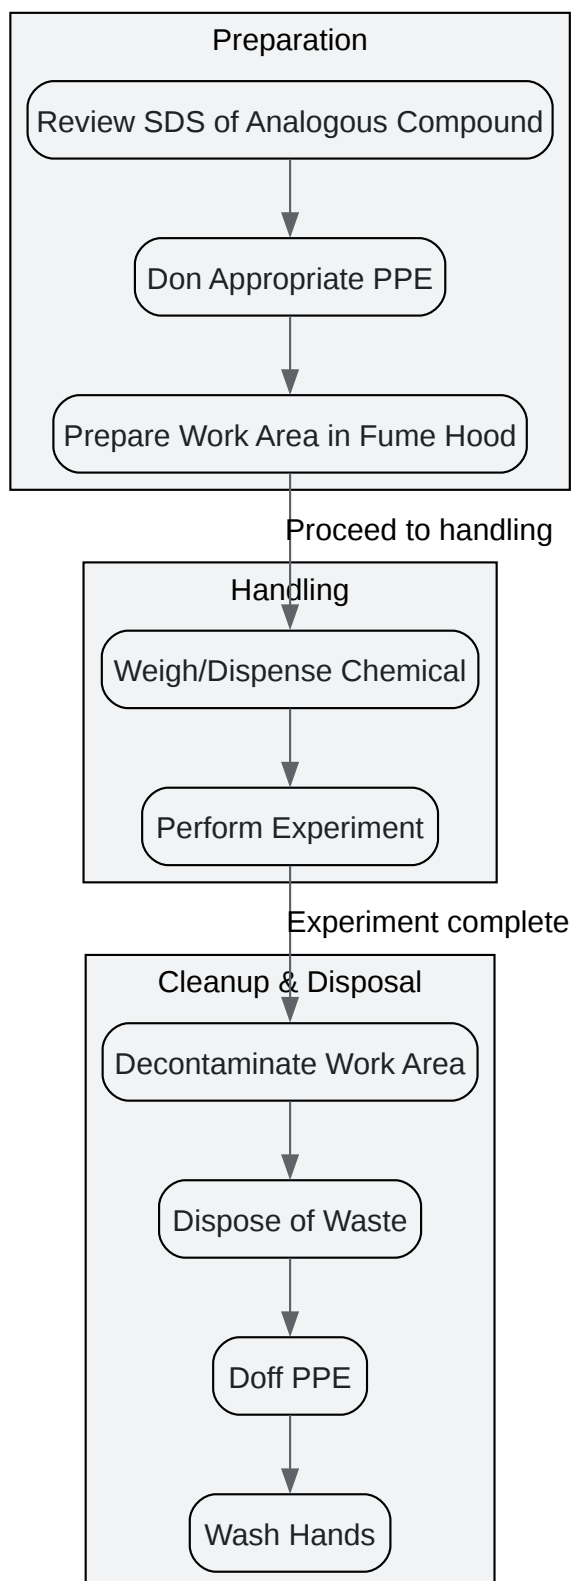 Preparation
Review SDS of Analogous Compound
Don Appropriate PPE
Prepare Work Area in Fume Hood
Proceed to handling
Handling
Weigh/Dispense Chemical
Perform Experiment
Experiment complete
Cleanup & Disposal
Decontaminate Work Area
Dispose of Waste
Doff PPE
Wash Hands